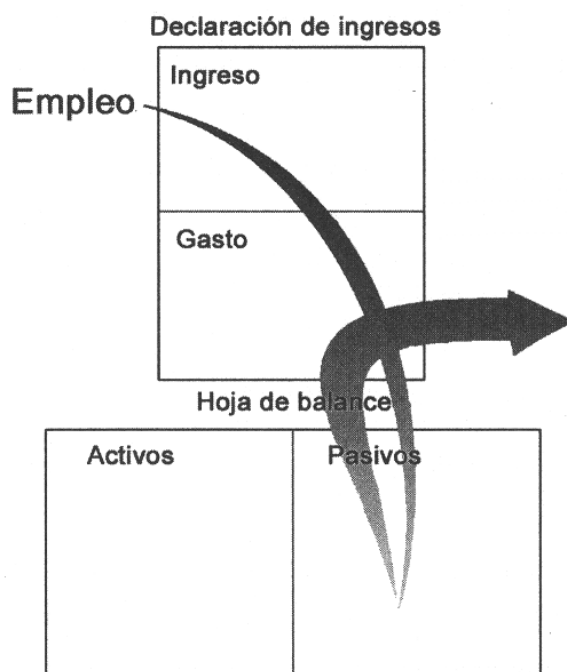 Declaración de ingresos
Ingreso
Empleo
Gasto
Hoja de balance
Activos
Pasivos